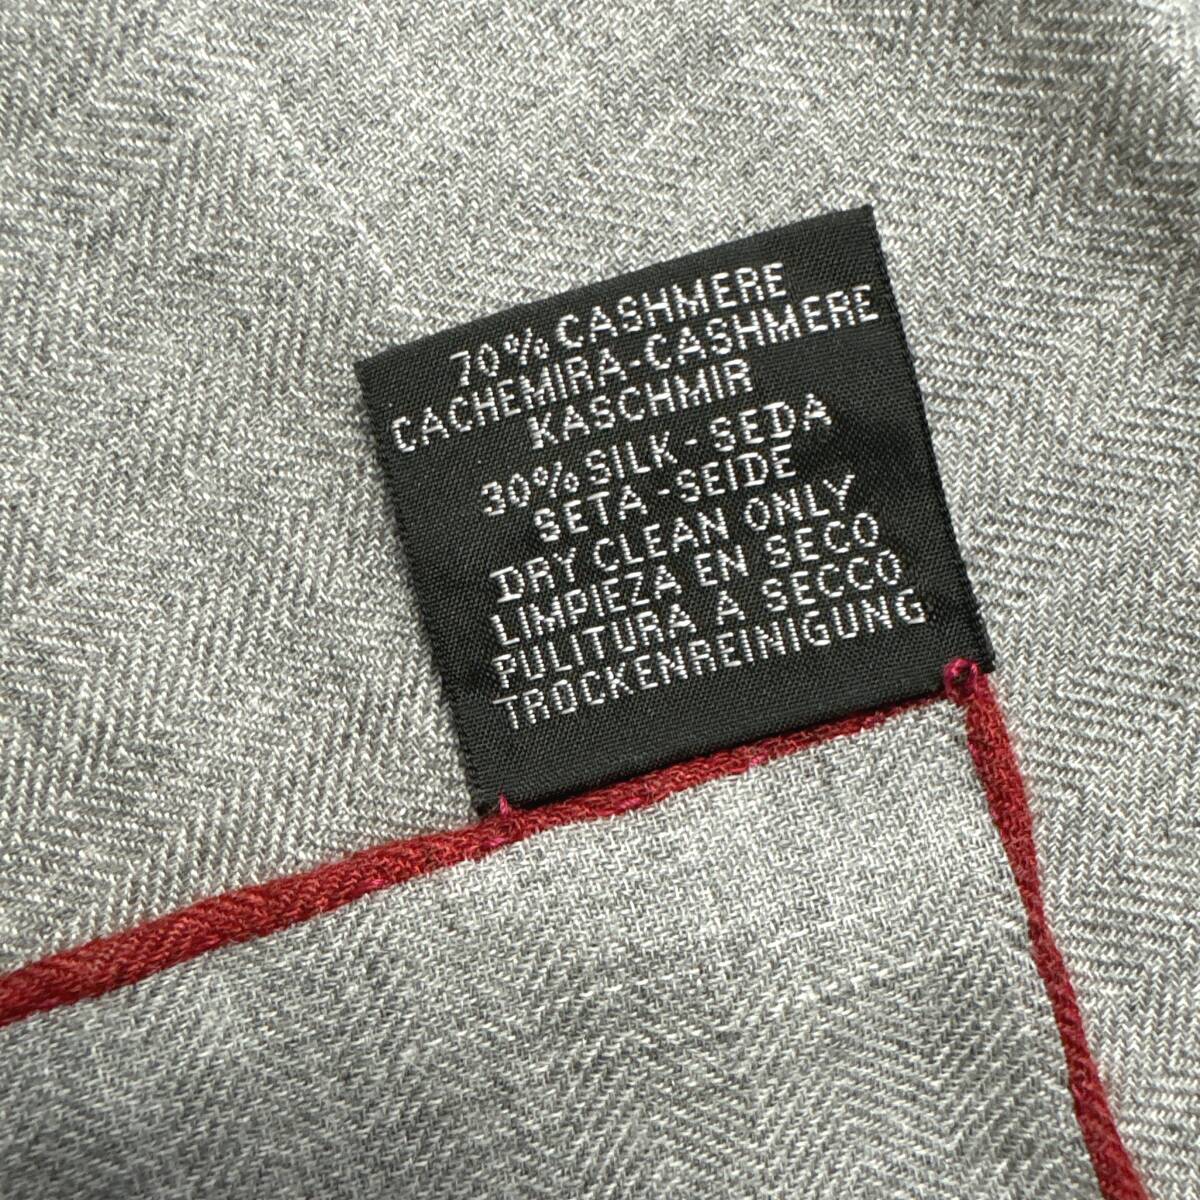 70% CASHMERE
CACHEMIRA-CASHMERE
KASCHMIR
30% SILK-SEDA
SETA-SEIDE
DRY CLEAN ONLY
LIMPIEZA EN SECO
PULITURA A SECCO
TROCKENREINIGUNG